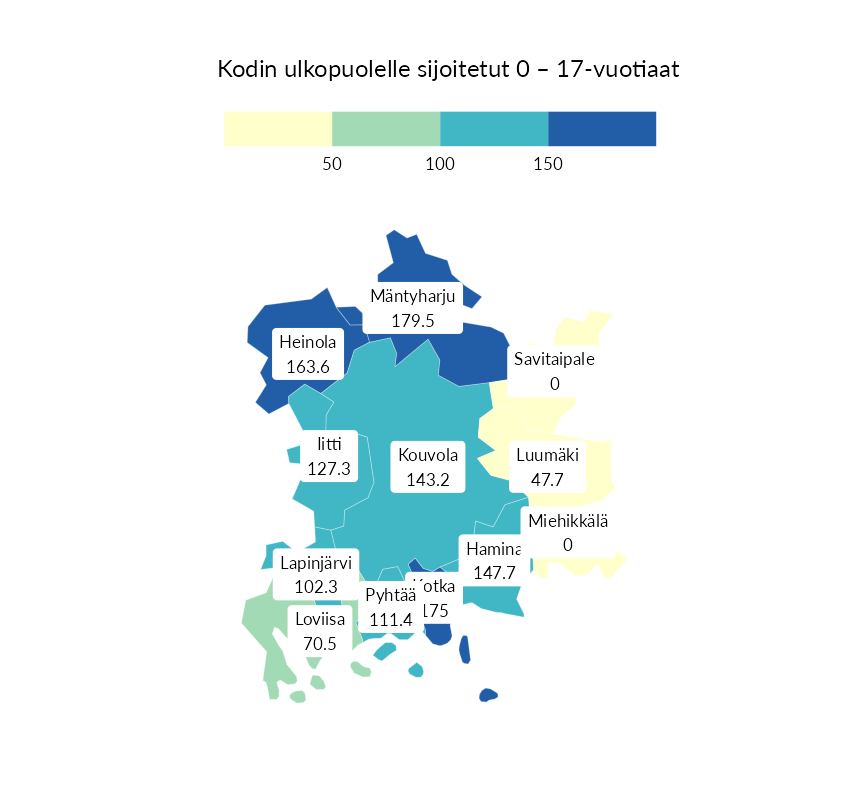 Kodin ulkopuolelle sijoitetut 0 – 17-vuotiaat
50 100 150
Mäntyharju
179.5
Heinola
163.6
Savitaipale
0
Iitti
127.3
Kouvola
143.2
Luumäki
47.7
Miehikkälä
0
Hamina
147.7
Lapinjärvi
102.3
Kotka
175
Pyhtää
111.4
Loviisa
70.5